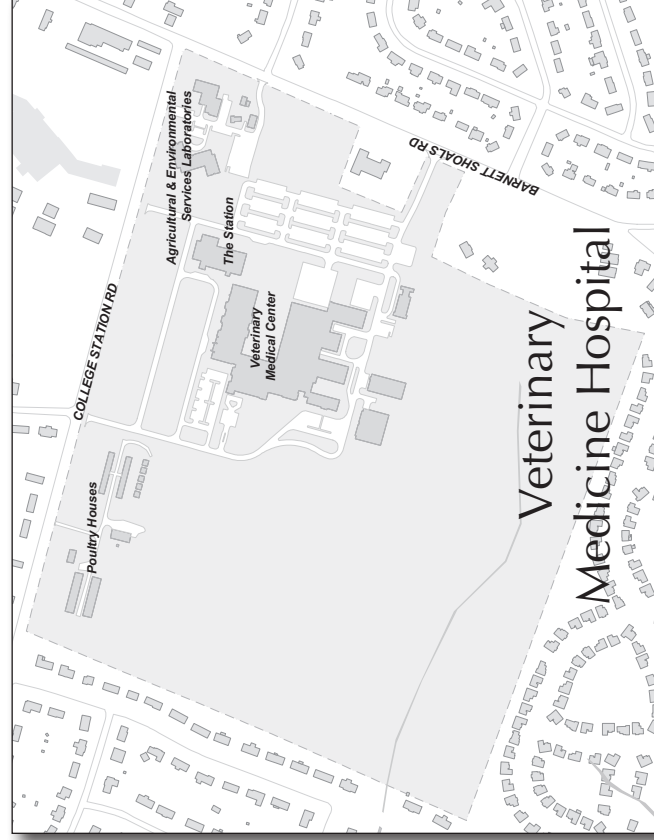 Agricultural & Environmental
Services Laboratories
The Station
BARNETT SHOALS RD
COLLEGE STATION RD
Veterinary
Medical Center
Poultry Houses
Veterinary
Medicine Hospital